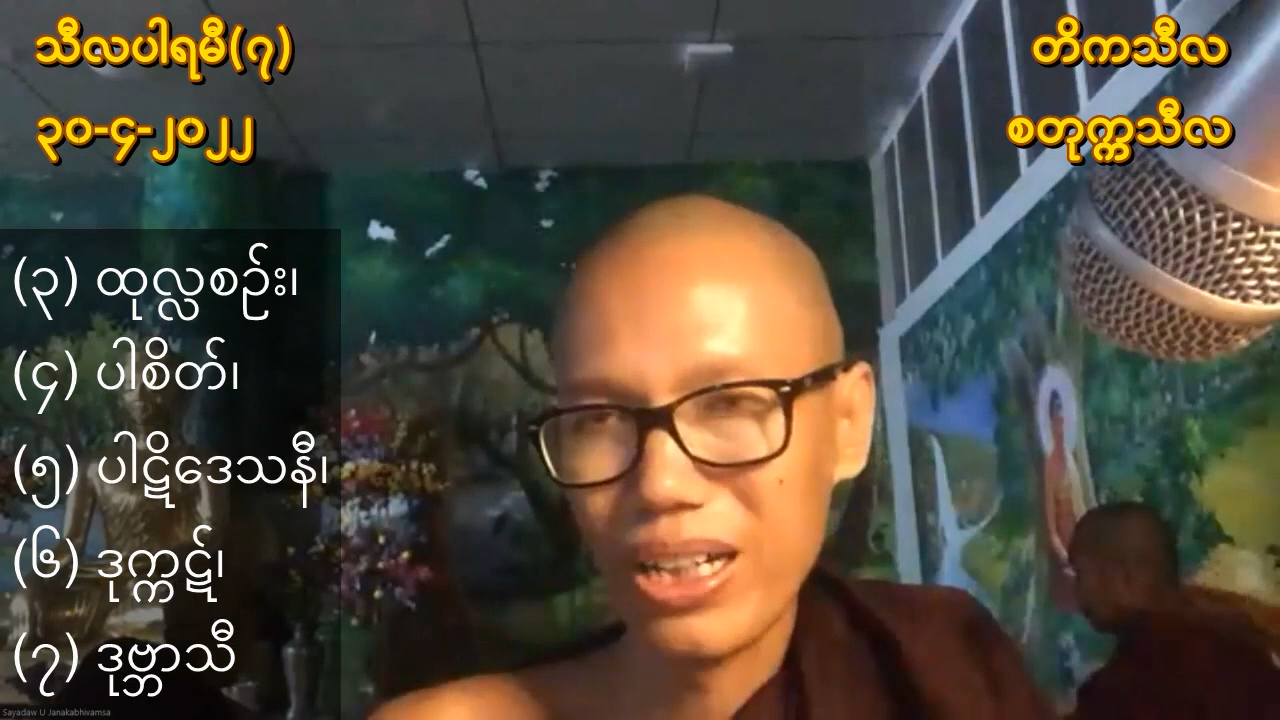 သီလပါရမီ(၇)
၃၀-၄-၂၀၂၂
တိကသီလ
စတုက္ကသီလ
(၃) ထုလ္လစဉ်း၊
(၄) ပါစိတ်၊
(၅) ပါဋိဒေသနီ၊
(၆) ဒုက္ကဋ်၊
(၇) ဒုဗ္ဘာသီ
Sayadaw U Janakabhivamsa